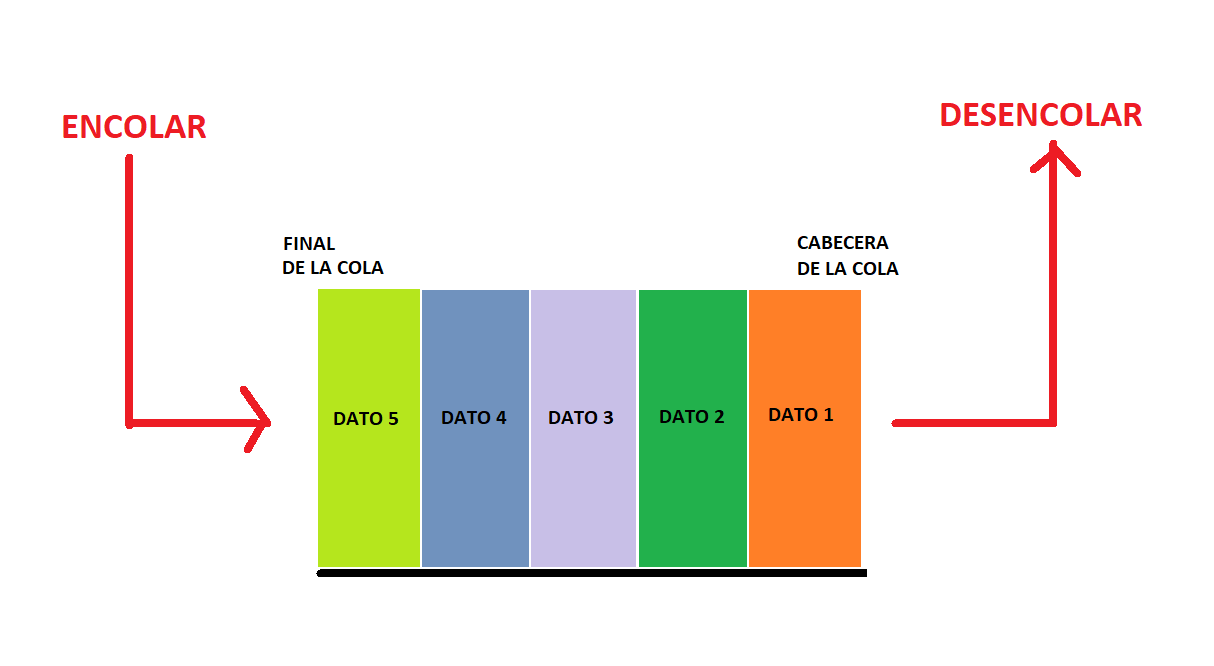 ENCOLAR
DESENCOLAR
FINAL
DE LA COLA
CABECERA
DE LA COLA
DATO 5
DATO 4
DATO 3
DATO 2
DATO 1